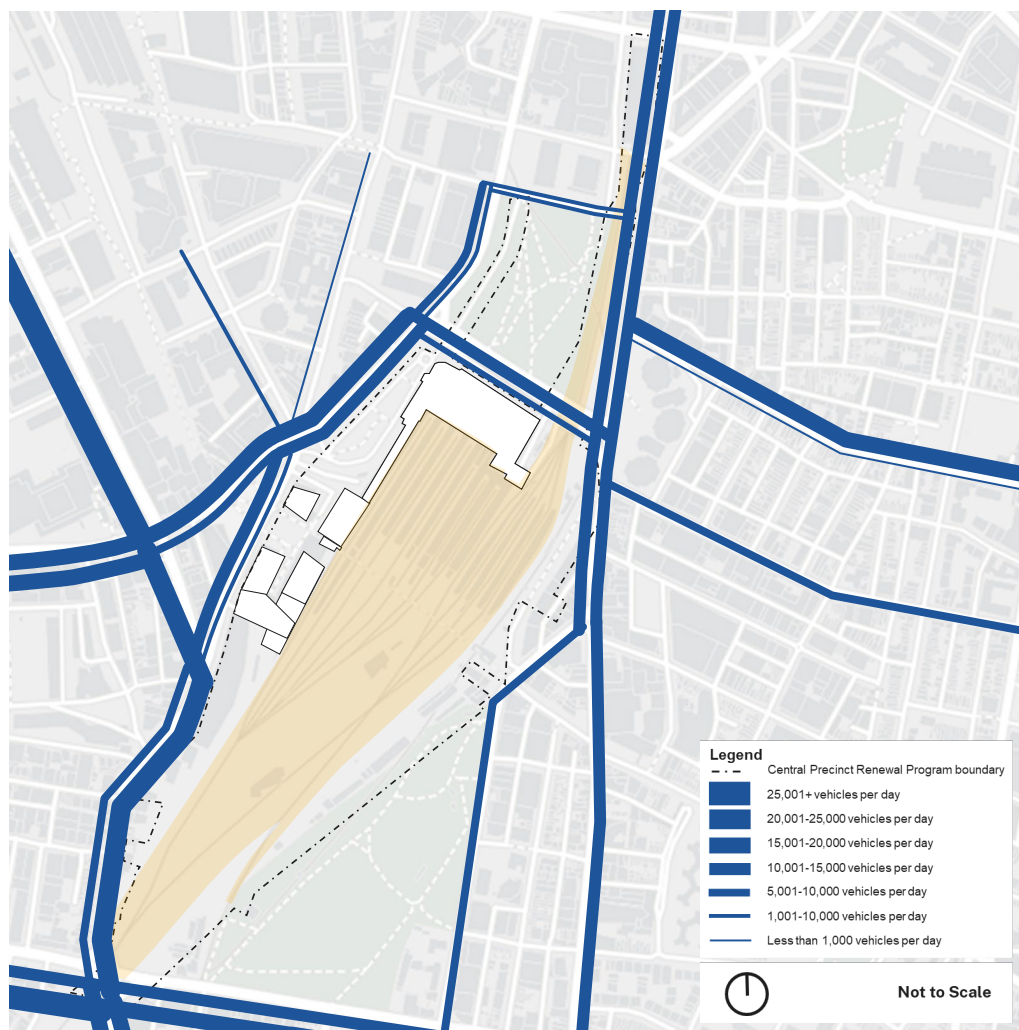 Legend
Central Precinct Renewal Program boundary
25,001+ vehicles per day
20,001-25,000 vehicles per day
15,001-20,000 vehicles per day
10,001-15,000 vehicles per day
5,001-10,000 vehicles per day
1,001-10,000 vehicles per day
Less than 1,000 vehicles per day
Not to Scale